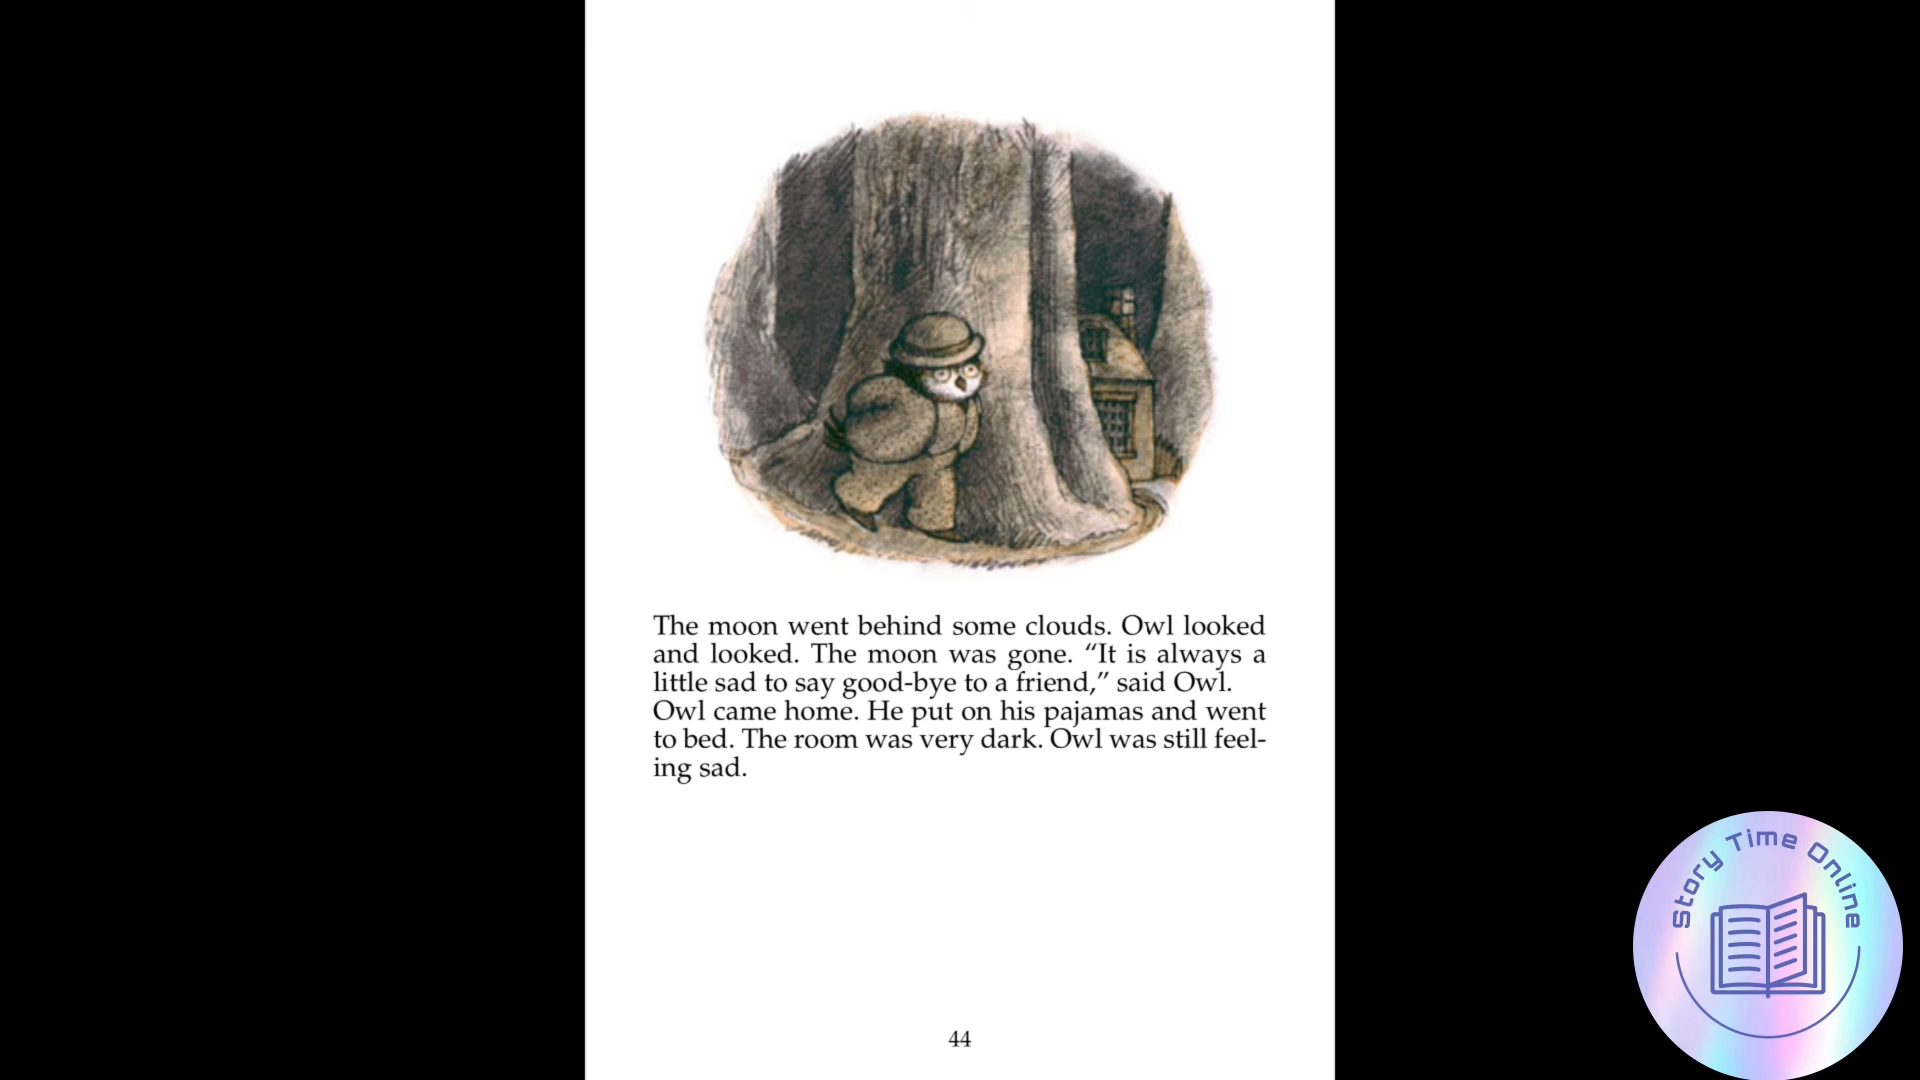 The moon went behind some clouds. Owl looked
and looked. The moon was gone. “It is always a
little sad to say good-bye to a friend,” said Owl.
Owl came home. He put on his pajamas and went
to bed. The room was very dark. Owl was still feel-
ing sad.
44
Story Time Online